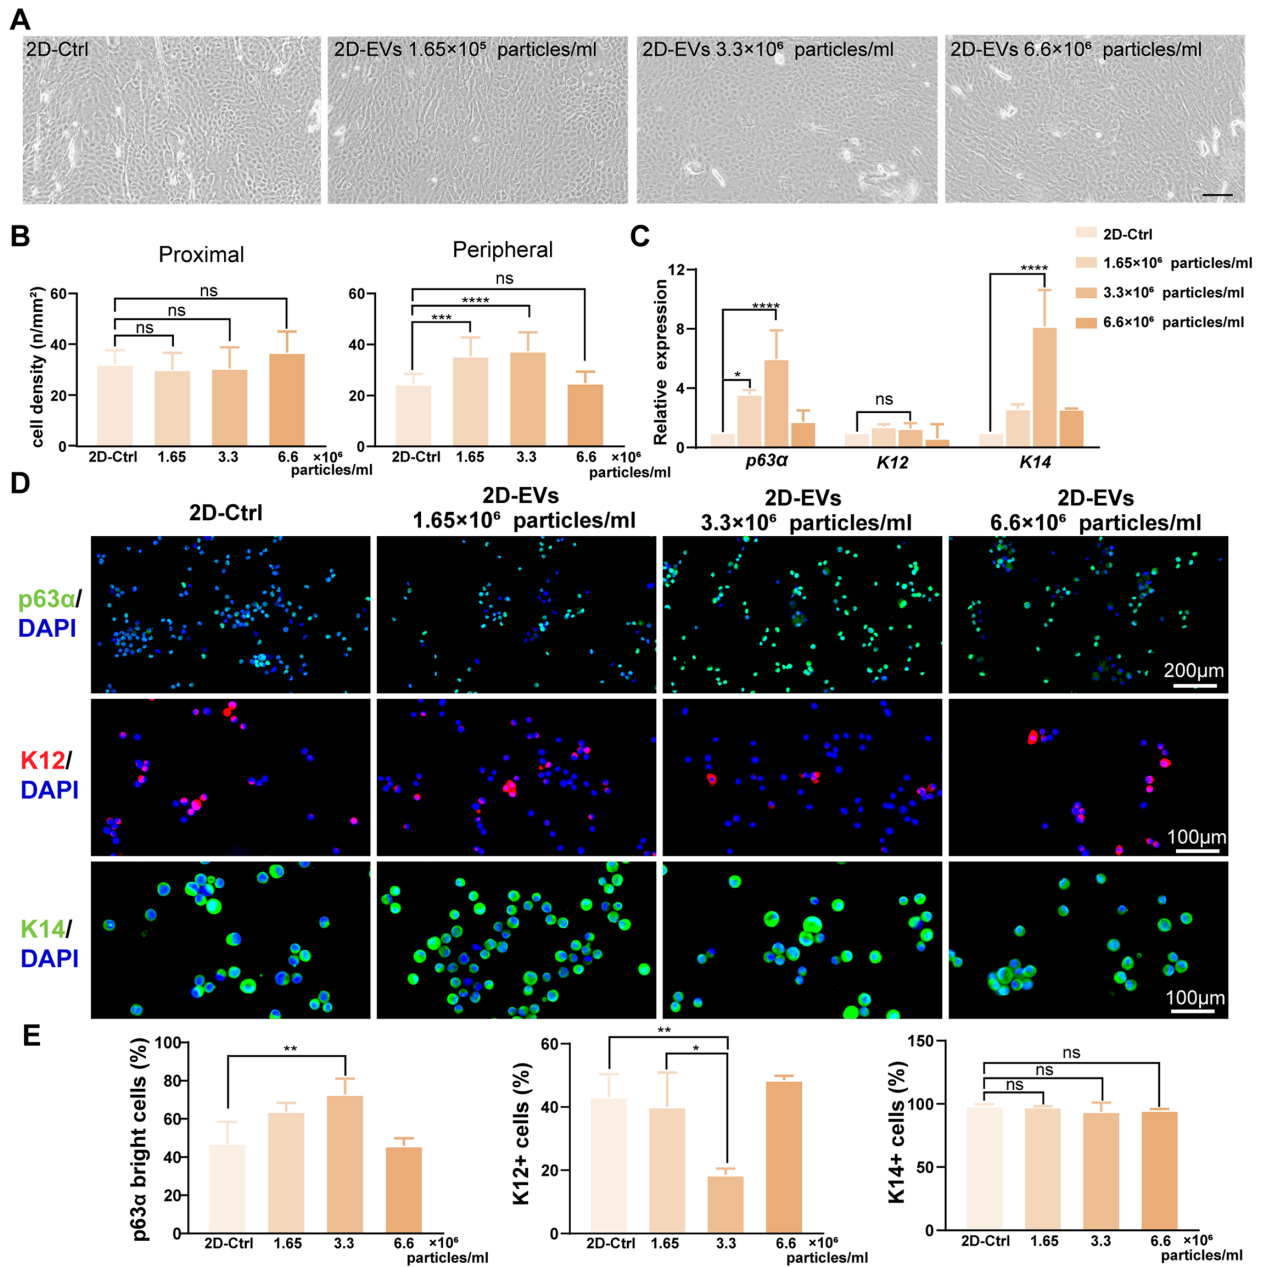 A
2D-Ctrl
2D-EVs 1.65×10⁶ particles/ml
2D-EVs 3.3×10⁶ particles/ml
2D-EVs 6.6×10⁶ particles/ml
B
Proximal
cell density (n/mm²)
60
40
20
0
ns
ns
ns
2D-Ctrl 1.65 3.3 6.6 ×10⁶
particles/ml
Peripheral
60
40
20
0
ns
****
***
2D-Ctrl 1.65 3.3 6.6 ×10⁶
particles/ml
C
2D-Ctrl
1.65×10⁶ particles/ml
3.3×10⁶ particles/ml
6.6×10⁶ particles/ml
Relative expression
12
8
4
0
****
*
ns
****
p63α K12 K14
D
2D-Ctrl
2D-EVs
1.65×10⁶ particles/ml
2D-EVs
3.3×10⁶ particles/ml
2D-EVs
6.6×10⁶ particles/ml
p63α/
DAPI
200μm
K12/
DAPI
100μm
K14/
DAPI
100μm
E
p63α bright cells (%)
100
80
60
40
20
0
**
2D-Ctrl 1.65 3.3 6.6 ×10⁶
particles/ml
K12+ cells (%)
60
40
20
0
**
*
2D-Ctrl 1.65 3.3 6.6 ×10⁶
particles/ml
K14+ cells (%)
150
100
50
0
ns
ns
ns
2D-Ctrl 1.65 3.3 6.6 ×10⁶
particles/ml